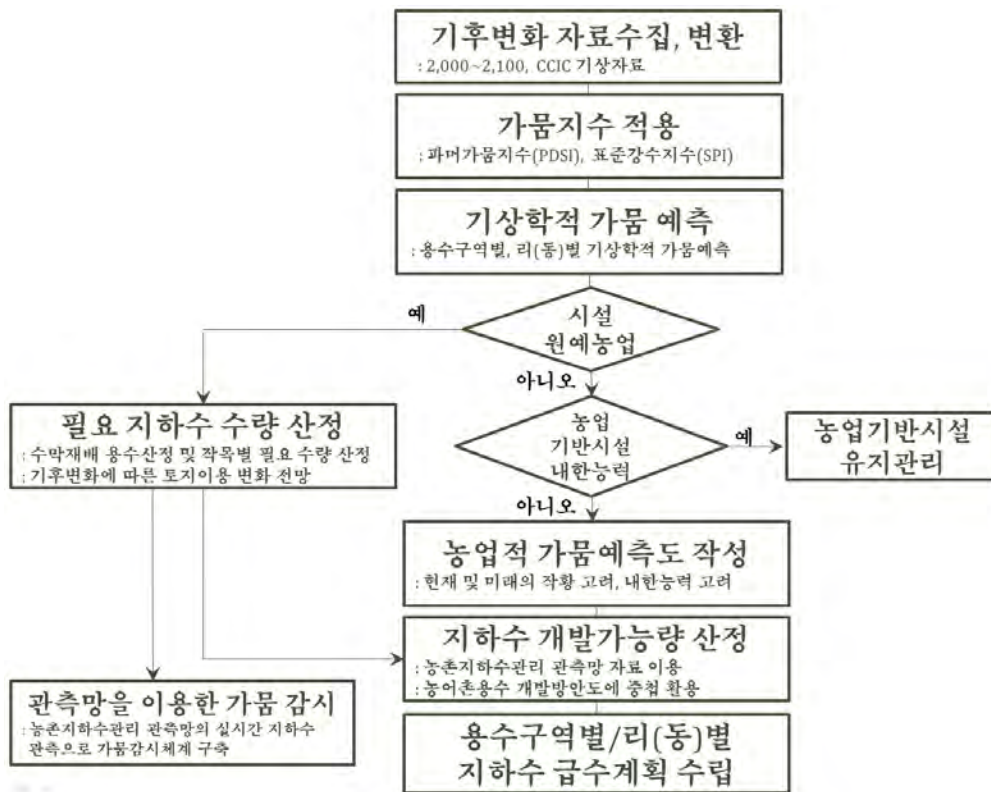 기후변화 자료수집, 변환
: 2,000~2,100, CCIC 기상자료
가뭄지수 적용
: 파머가뭄지수(PDSI), 표준강수지수(SPI)
기상학적 가뭄 예측
: 용수구역별, 리(동)별 기상학적 가뭄예측
시설
원예농업
예
아니오
필요 지하수 수량 산정
: 수막재배 용수산정 및 작목별 필요 수량 산정
: 기후변화에 따른 토지이용 변화 전망
농업
기반시설
내한능력
예
농업기반시설
유지관리
아니오
농업적 가뭄예측도 작성
: 현재 및 미래의 작황 고려, 내한능력 고려
지하수 개발가능량 산정
: 농촌지하수관리 관측망 자료 이용
: 농어촌용수 개발방안도에 중첩 활용
관측망을 이용한 가뭄 감시
: 농촌지하수관리 관측망의 실시간 지하수
관측으로 가뭄감시체계 구축
용수구역별/리(동)별
지하수 급수계획 수립